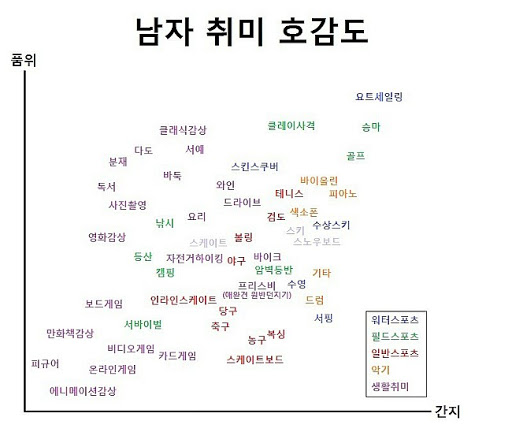 남자 취미 호감도
품위
요트세일링
클래식감상
클레이사격
승마
다도
서예
분재
골프
스킨스쿠버
바둑
바이올린
독서
와인
테니스
피아노
사진촬영
드라이브
색소폰
요리
검도
낚시
수상스키
스키
영화감상
볼링
스케이트
스노우보드
등산
자전거하이킹
야구
바이크
캠핑
암벽등반
기타
프리스비
수영
(애완견 원반던지기)
보드게임
인라인스케이트
드럼
당구
서바이벌
축구
서핑
만화책감상
농구
복싱
비디오게임
카드게임
스케이트보드
피규어
온라인게임
애니메이션감상
워터스포츠
필드스포츠
일반스포츠
악기
생활취미
간지